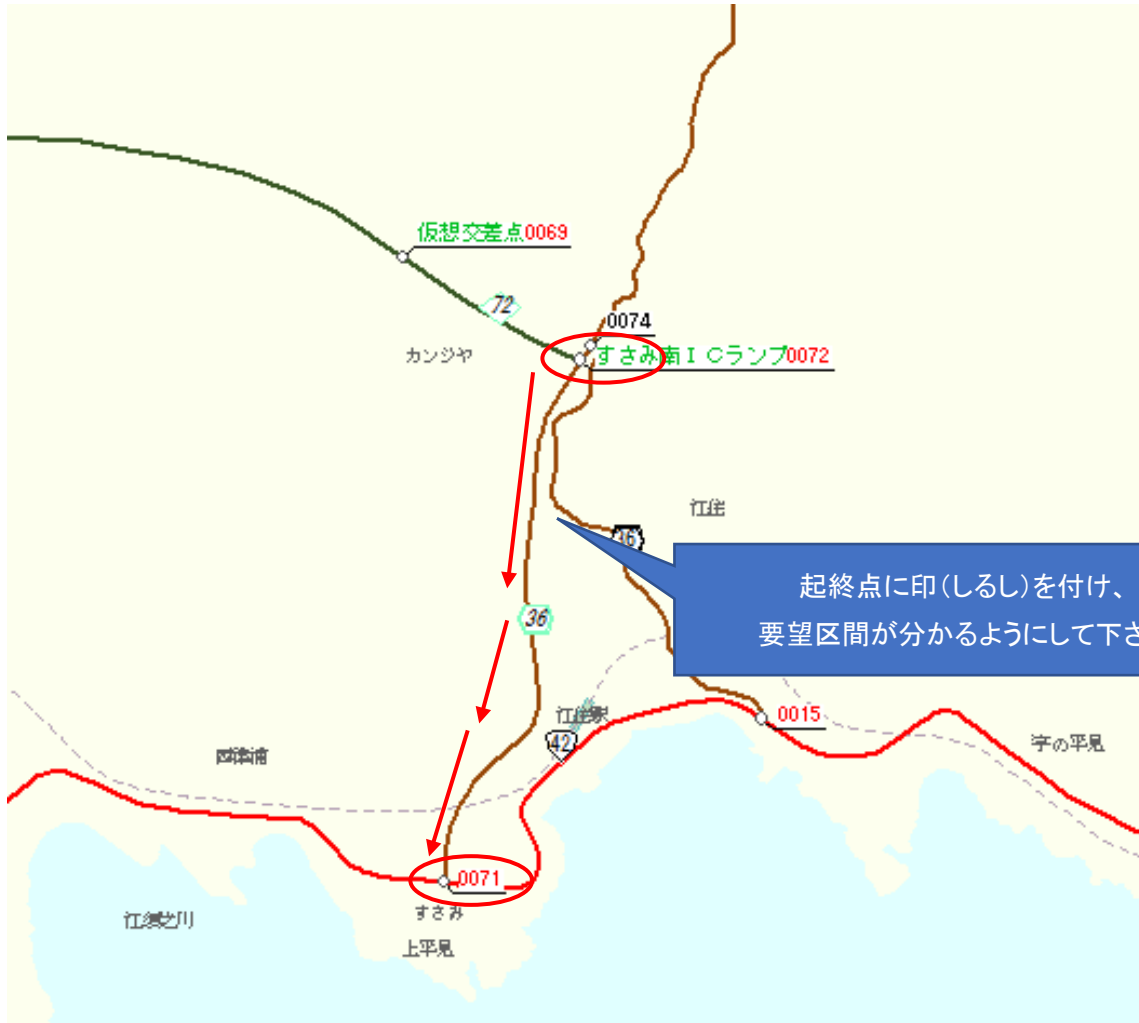 仮想交差点0069
72
0074
カンジヤ
すさみ南ＩＣランプ0072
江住
36
起終点に印(しるし)を付け、
要望区間が分かるようにして下さ
36
江住駅
0015
42
字の平見
0071
すさみ
江須之川
上平見